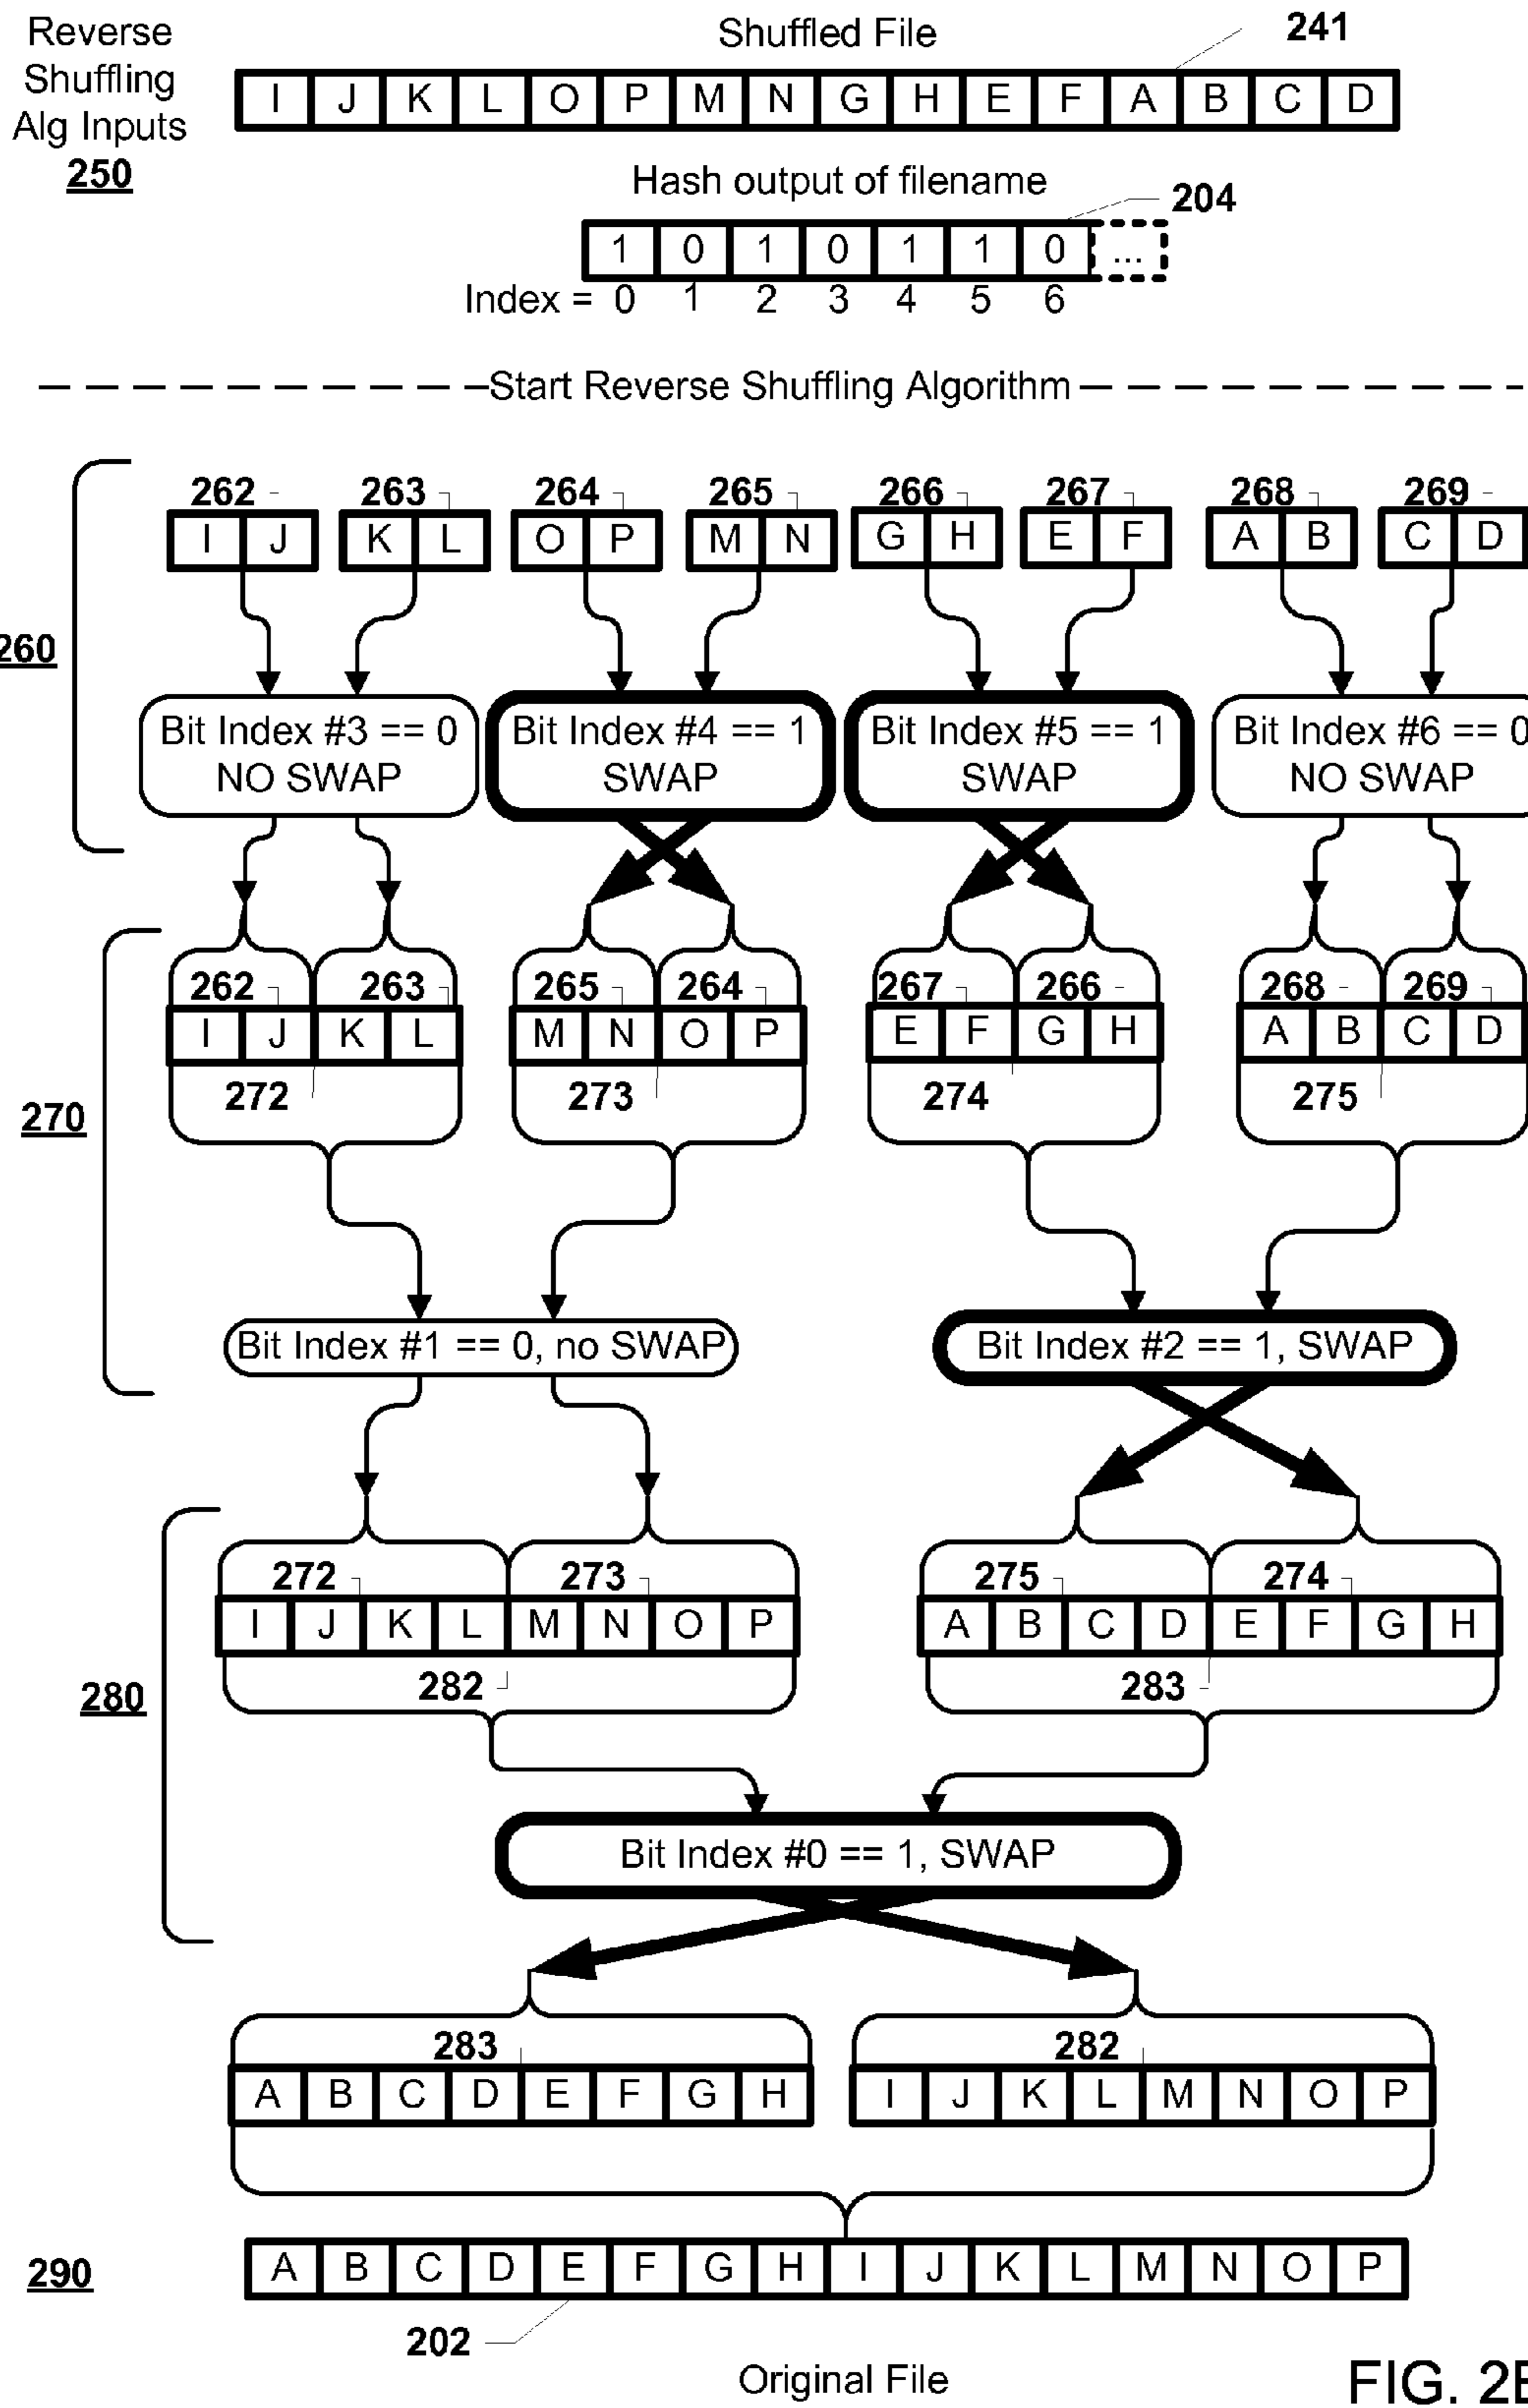 Reverse
Shuffling
Alg Inputs
250
Shuffled File
241
I J K L O P M N G H E F A B C D
Hash output of filename
204
1 0 1 0 1 1 0 ...
Index = 0 1 2 3 4 5 6
Start Reverse Shuffling Algorithm
262 263 264 265 266 267 268 269
I J K L O P M N G H E F A B C D
260
Bit Index #3 == 0
NO SWAP
Bit Index #4 == 1
SWAP
Bit Index #5 == 1
SWAP
Bit Index #6 == 0
NO SWAP
262 263 265 264 267 266 268 269
I J K L M N O P E F G H A B C D
272 273 274 275
270
Bit Index #1 == 0, no SWAP
Bit Index #2 == 1, SWAP
272 273 275 274
I J K L M N O P A B C D E F G H
282 283
280
Bit Index #0 == 1, SWAP
283 282
A B C D E F G H I J K L M N O P
290
A B C D E F G H I J K L M N O P
202
Original File
FIG.